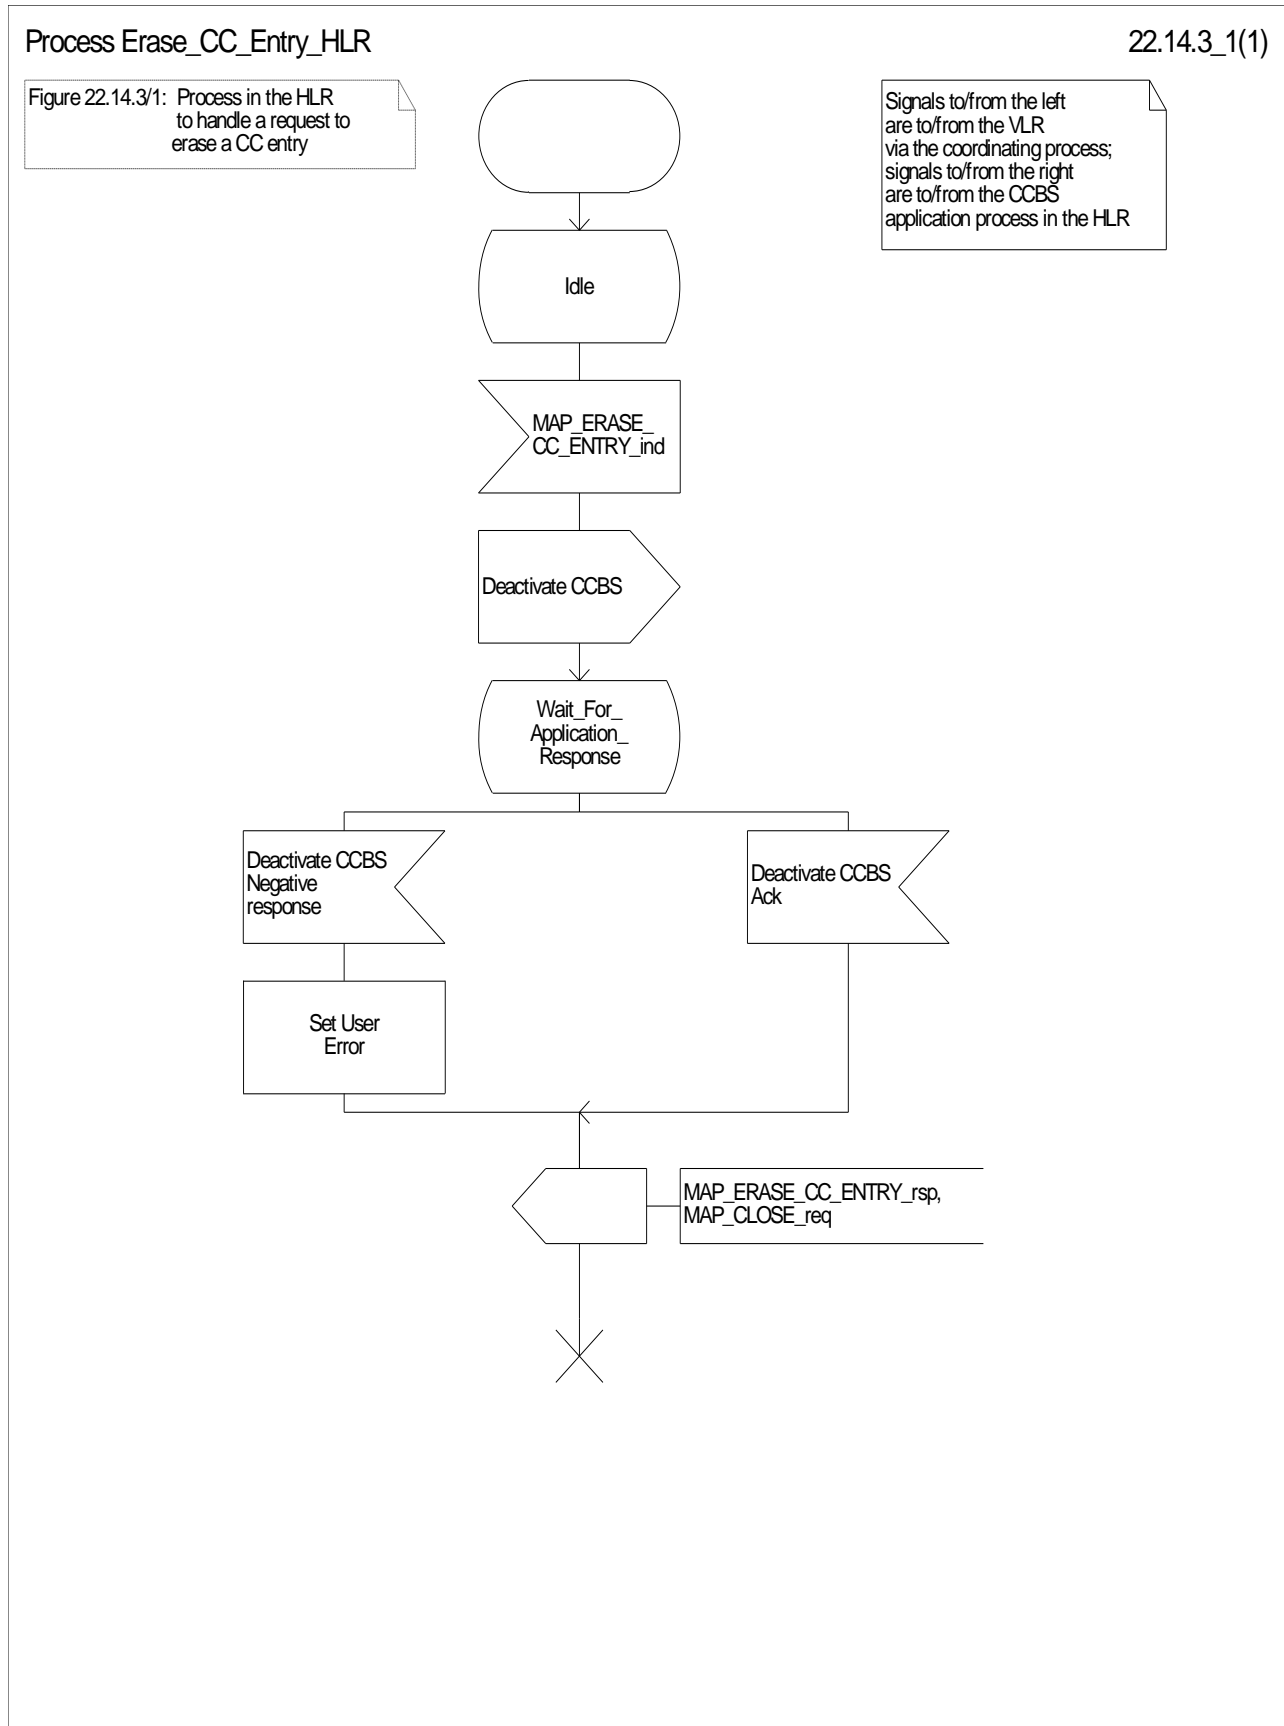 Process Erase_CC_Entry_HLR
22.14.3_1(1)
Figure 22.14.3/1: Process in the HLR
to handle a request to
erase a CC entry
Signals to/from the left
are to/from the VLR
via the coordinating process;
signals to/from the right
are to/from the CCBS
application process in the HLR
Idle
MAP_ERASE_
CC_ENTRY_ind
Deactivate CCBS
Wait_For_
Application_
Response
Deactivate CCBS
Negative
response
Deactivate CCBS
Ack
Set User
Error
MAP_ERASE_CC_ENTRY_rsp,
MAP_CLOSE_req